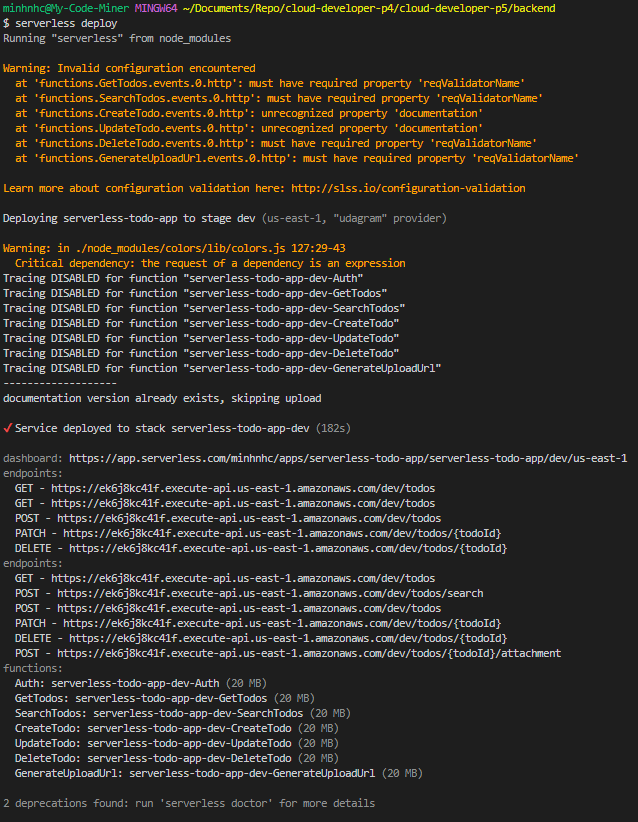 minhnhc@My-Code-Miner MINGW64 ~/Documents/Repo/cloud-developer-p4/cloud-developer-p5/backend
$ serverless deploy
Running "serverless" from node_modules
Warning: Invalid configuration encountered
at 'functions.GetTodos.events.0.http': must have required property 'reqValidatorName'
at 'functions.SearchTodos.events.0.http': must have required property 'reqValidatorName'
at 'functions.CreateTodo.events.0.http': unrecognized property 'documentation'
at 'functions.UpdateTodo.events.0.http': unrecognized property 'documentation'
at 'functions.DeleteTodo.events.0.http': must have required property 'reqValidatorName'
at 'functions.GenerateUploadUrl.events.0.http': must have required property 'reqValidatorName'
Learn more about configuration validation here: http://slss.io/configuration-validation
Deploying serverless-todo-app to stage dev (us-east-1, "udagram" provider)
Warning: in ./node_modules/colors/lib/colors.js 127:29-43
Critical dependency: the request of a dependency is an expression
Tracing DISABLED for function "serverless-todo-app-dev-Auth"
Tracing DISABLED for function "serverless-todo-app-dev-GetTodos"
Tracing DISABLED for function "serverless-todo-app-dev-SearchTodos"
Tracing DISABLED for function "serverless-todo-app-dev-CreateTodo"
Tracing DISABLED for function "serverless-todo-app-dev-UpdateTodo"
Tracing DISABLED for function "serverless-todo-app-dev-DeleteTodo"
Tracing DISABLED for function "serverless-todo-app-dev-GenerateUploadUrl"
-------------------
documentation version already exists, skipping upload
✓ Service deployed to stack serverless-todo-app-dev (182s)
dashboard: https://app.serverless.com/minhnhc/apps/serverless-todo-app/serverless-todo-app/dev/us-east-1
endpoints:
GET - https://ek6j8kc41f.execute-api.us-east-1.amazonaws.com/dev/todos
GET - https://ek6j8kc41f.execute-api.us-east-1.amazonaws.com/dev/todos
POST - https://ek6j8kc41f.execute-api.us-east-1.amazonaws.com/dev/todos
PATCH - https://ek6j8kc41f.execute-api.us-east-1.amazonaws.com/dev/todos/{todoId}
DELETE - https://ek6j8kc41f.execute-api.us-east-1.amazonaws.com/dev/todos/{todoId}
endpoints:
GET - https://ek6j8kc41f.execute-api.us-east-1.amazonaws.com/dev/todos
POST - https://ek6j8kc41f.execute-api.us-east-1.amazonaws.com/dev/todos/search
POST - https://ek6j8kc41f.execute-api.us-east-1.amazonaws.com/dev/todos
PATCH - https://ek6j8kc41f.execute-api.us-east-1.amazonaws.com/dev/todos/{todoId}
DELETE - https://ek6j8kc41f.execute-api.us-east-1.amazonaws.com/dev/todos/{todoId}
POST - https://ek6j8kc41f.execute-api.us-east-1.amazonaws.com/dev/todos/{todoId}/attachment
functions:
Auth: serverless-todo-app-dev-Auth (20 MB)
GetTodos: serverless-todo-app-dev-GetTodos (20 MB)
SearchTodos: serverless-todo-app-dev-SearchTodos (20 MB)
CreateTodo: serverless-todo-app-dev-CreateTodo (20 MB)
UpdateTodo: serverless-todo-app-dev-UpdateTodo (20 MB)
DeleteTodo: serverless-todo-app-dev-DeleteTodo (20 MB)
GenerateUploadUrl: serverless-todo-app-dev-GenerateUploadUrl (20 MB)
2 deprecations found: run 'serverless doctor' for more details